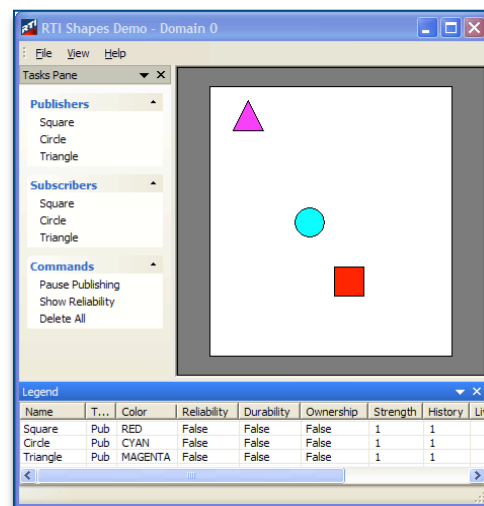 RTI RTI Shapes Demo - Domain 0
File View Help
Tasks Pane
Publishers
Square
Circle
Triangle
Subscribers
Square
Circle
Triangle
Commands
Pause Publishing
Show Reliability
Delete All
Legend
Name T... Color Reliability Durability Ownership Strength History Liv
Square Pub RED False False False 1 1
Circle Pub CYAN False False False 1 1
Triangle Pub MAGENTA False False False 1 1